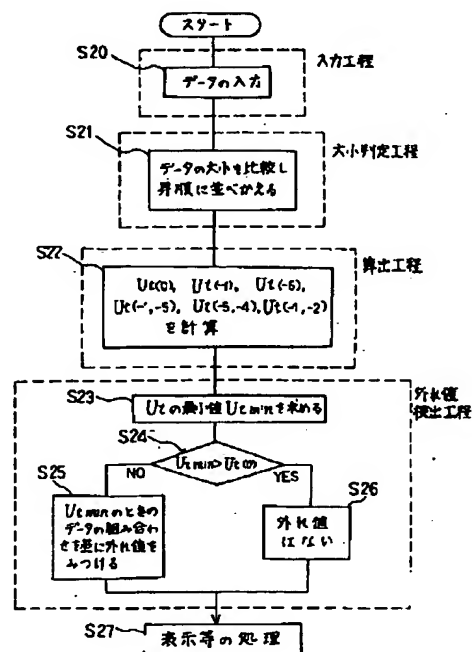 スタート
S20
入力工程
データの入力
S21
大小判定工程
データの大小を比較し
昇順に並べかえる
S22
算出工程
Ut(0), Ut(-1), Ut(-5),
Ut(-1,-5), Ut(-5,-4), Ut(-1,-2)
を計算
外れ値
検出工程
S23
Utの最小値Utminを求める
S24
Utmin>Ut(0)
NO
YES
S25
Utminのときの
データの組み合わ
せを基に外れ値を
みつける
S26
外れ値
はない
S27
表示等の処理